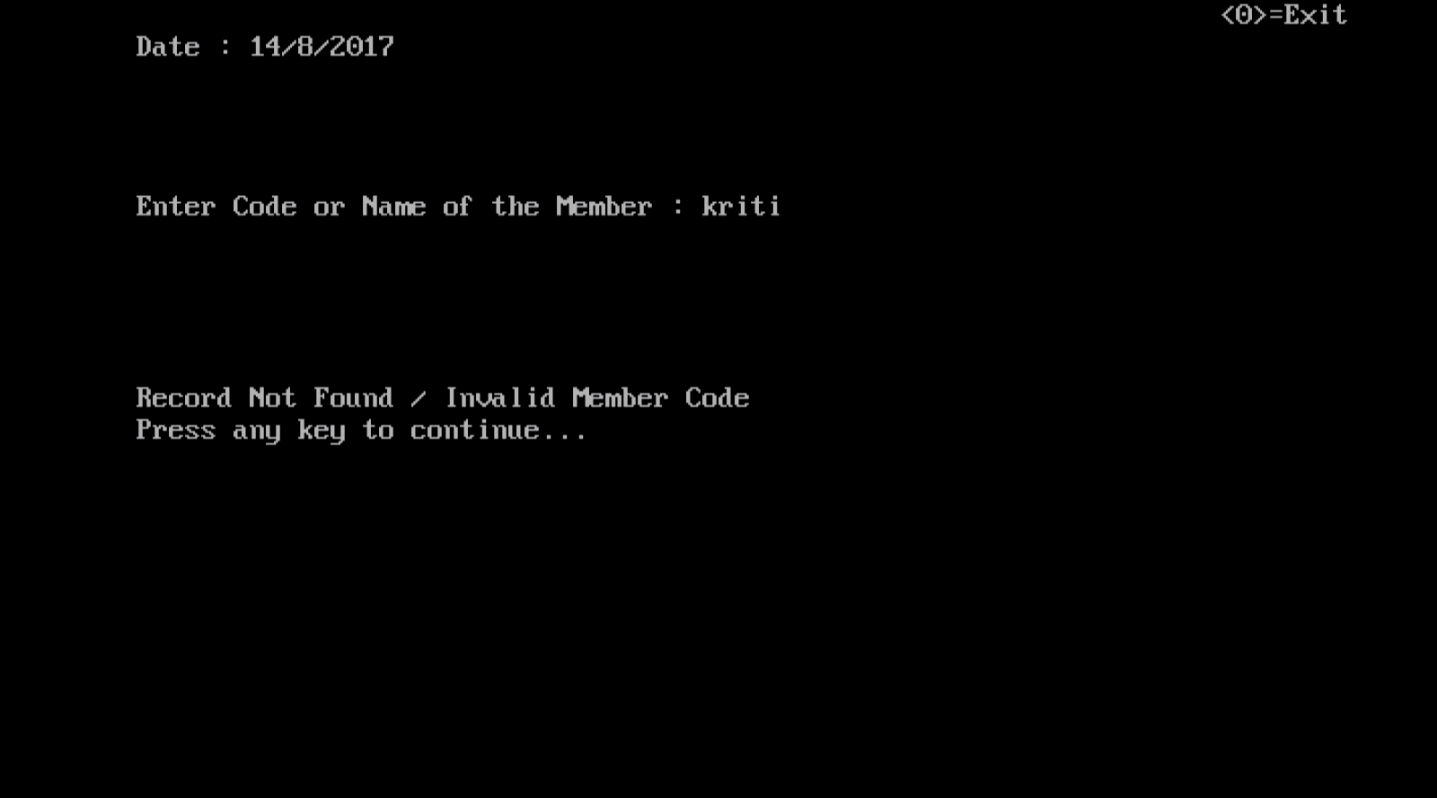 <0>=Exit
Date : 14/8/2017
Enter Code or Name of the Member : kriti
Record Not Found / Invalid Member Code
Press any key to continue...